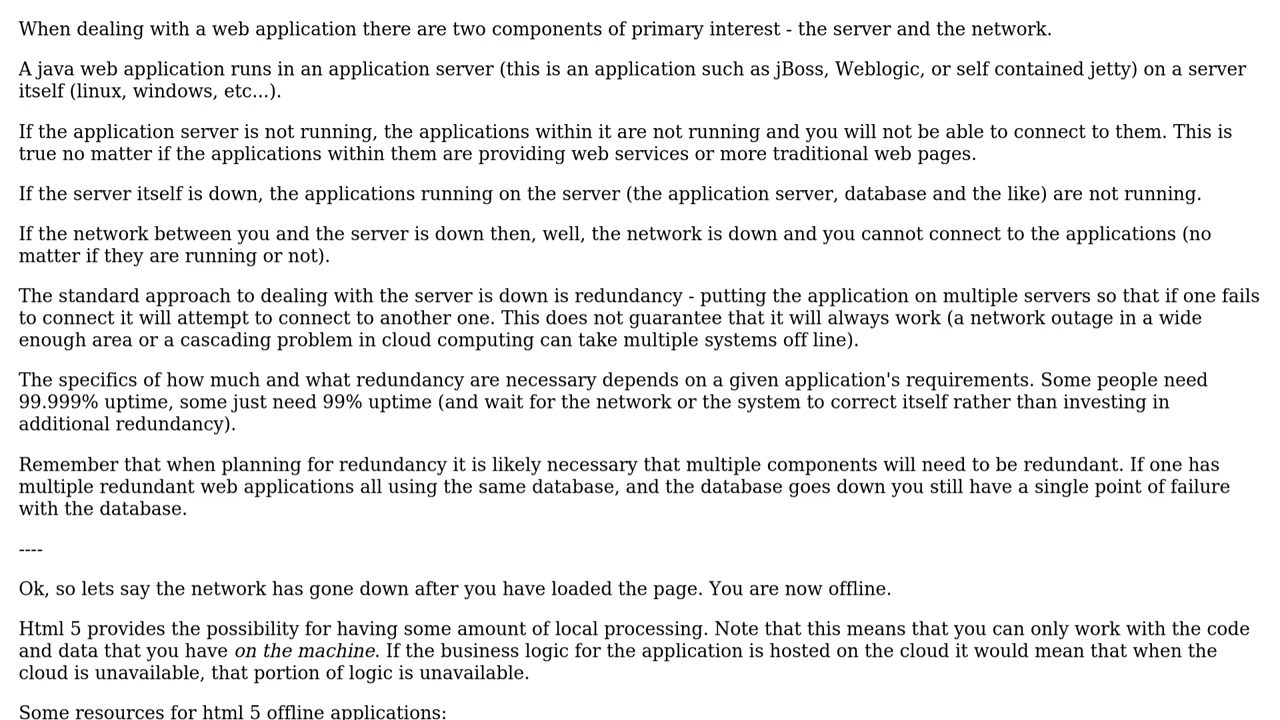 When dealing with a web application there are two components of primary interest - the server and the network.
A java web application runs in an application server (this is an application such as jBoss, Weblogic, or self contained jetty) on a server
itself (linux, windows, etc...).
If the application server is not running, the applications within it are not running and you will not be able to connect to them. This is
true no matter if the applications within them are providing web services or more traditional web pages.
If the server itself is down, the applications running on the server (the application server, database and the like) are not running.
If the network between you and the server is down then, well, the network is down and you cannot connect to the applications (no
matter if they are running or not).
The standard approach to dealing with the server is down is redundancy - putting the application on multiple servers so that if one fails
to connect it will attempt to connect to another one. This does not guarantee that it will always work (a network outage in a wide
enough area or a cascading problem in cloud computing can take multiple systems off line).
The specifics of how much and what redundancy are necessary depends on a given application's requirements. Some people need
99.999% uptime, some just need 99% uptime (and wait for the network or the system to correct itself rather than investing in
additional redundancy).
Remember that when planning for redundancy it is likely necessary that multiple components will need to be redundant. If one has
multiple redundant web applications all using the same database, and the database goes down you still have a single point of failure
with the database.
----
Ok, so lets say the network has gone down after you have loaded the page. You are now offline.
Html 5 provides the possibility for having some amount of local processing. Note that this means that you can only work with the code
and data that you have on the machine. If the business logic for the application is hosted on the cloud it would mean that when the
cloud is unavailable, that portion of logic is unavailable.
Some resources for html 5 offline applications: